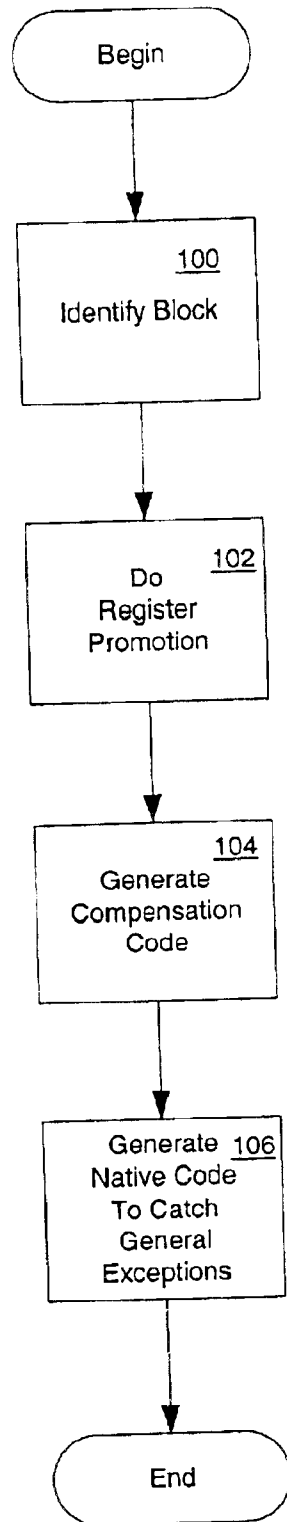 Begin
100
Identify Block
102
Do
Register
Promotion
104
Generate
Compensation
Code
Generate 106
Native Code
To Catch
General
Exceptions
End